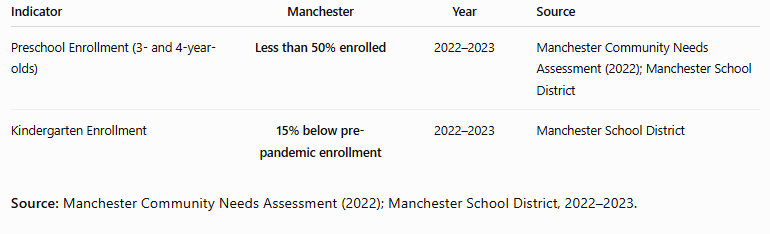 Indicator Manchester Year Source
Preschool Enrollment (3- and 4-year-
olds)
Less than 50% enrolled
2022–2023
Manchester Community Needs
Assessment (2022); Manchester School
District
Kindergarten Enrollment
15% below pre-
pandemic enrollment
2022–2023
Manchester School District
Source: Manchester Community Needs Assessment (2022); Manchester School District, 2022–2023.